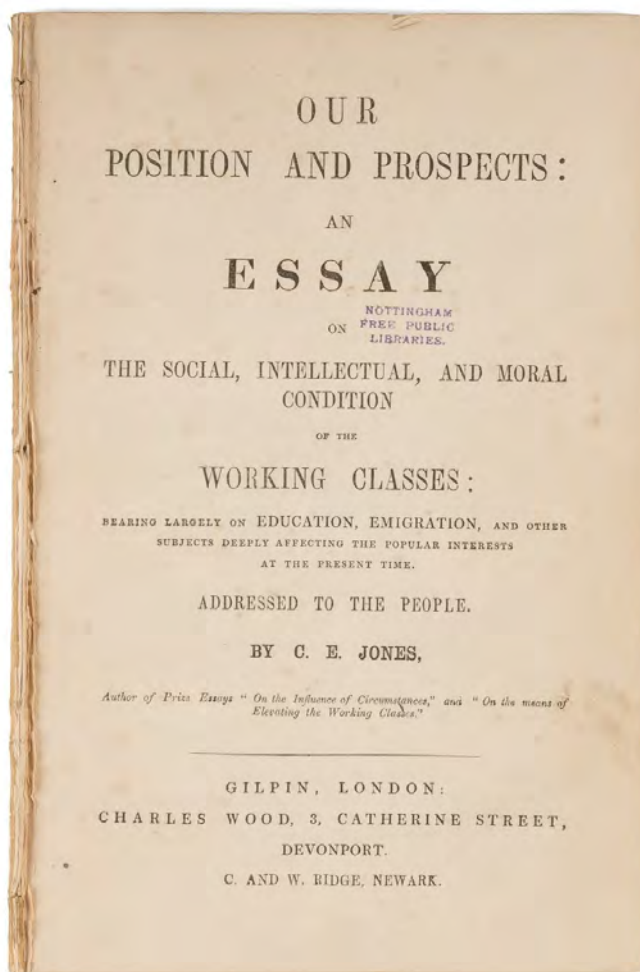 OUR
POSITION AND PROSPECTS:
AN
ESSAY
ON
NOTTINGHAM
FREE PUBLIC
LIBRARIES.
THE SOCIAL, INTELLECTUAL, AND MORAL
CONDITION
OF THE
WORKING CLASSES:
BEARING LARGELY ON EDUCATION, EMIGRATION, AND OTHER
SUBJECTS DEEPLY AFFECTING THE POPULAR INTERESTS
AT THE PRESENT TIME.
ADDRESSED TO THE PEOPLE.
BY C. E. JONES,
Author of Prize Essays "On the Influence of Circumstances," and "On the means of
Elevating the Working Classes."
GILPIN, LONDON:
CHARLES WOOD, 3, CATHERINE STREET,
DEVONPORT.
C. AND W. RIDGE, NEWARK.